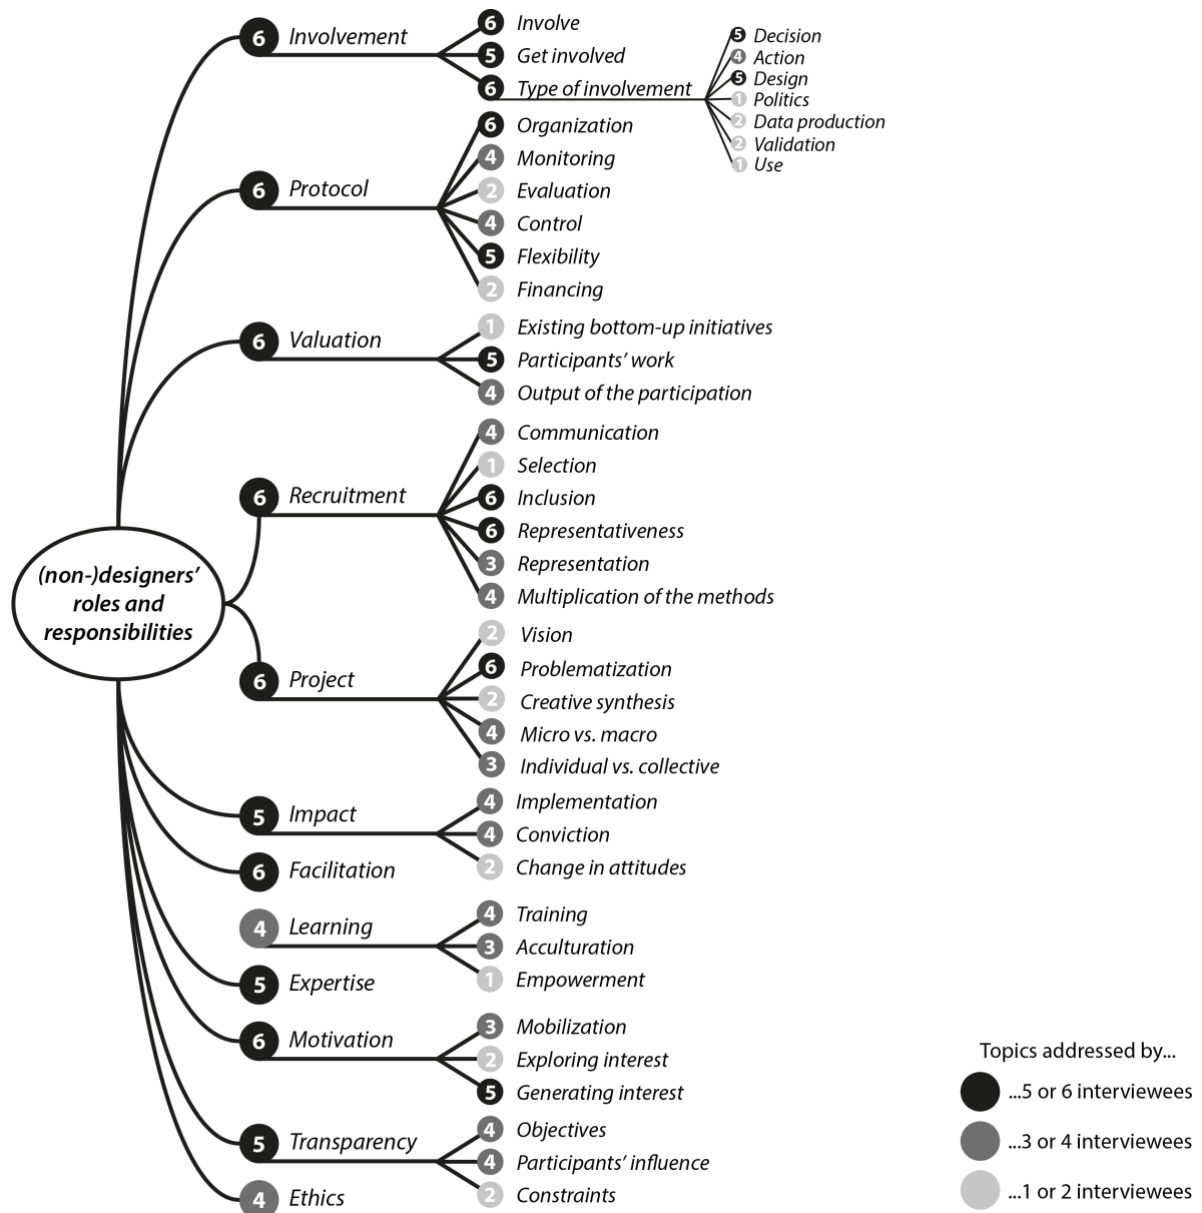 (non-)designers’
roles and
responsibilities
6 Involvement
6 Involve
5 Get involved
6 Type of involvement
5 Decision
4 Action
5 Design
1 Politics
2 Data production
2 Validation
1 Use
6 Protocol
6 Organization
4 Monitoring
2 Evaluation
4 Control
5 Flexibility
2 Financing
6 Valuation
1 Existing bottom-up initiatives
5 Participants’ work
4 Output of the participation
6 Recruitment
4 Communication
1 Selection
6 Inclusion
6 Representativeness
3 Representation
4 Multiplication of the methods
6 Project
2 Vision
6 Problematization
2 Creative synthesis
4 Micro vs. macro
3 Individual vs. collective
5 Impact
4 Implementation
4 Conviction
2 Change in attitudes
6 Facilitation
4 Learning
4 Training
3 Acculturation
1 Empowerment
5 Expertise
6 Motivation
3 Mobilization
2 Exploring interest
5 Generating interest
5 Transparency
4 Objectives
4 Participants’ influence
2 Constraints
4 Ethics
Topics addressed by...
...5 or 6 interviewees
...3 or 4 interviewees
...1 or 2 interviewees